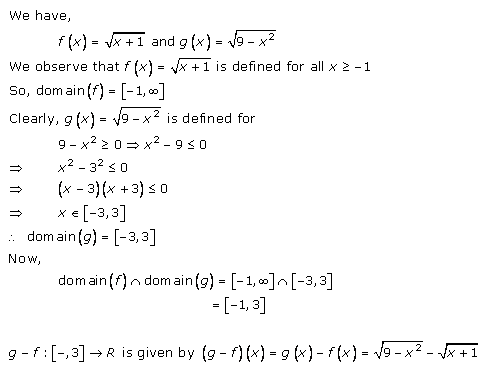 We have,
f(x) = √(x+1) and g(x) = √(9−x²)
We observe that f(x) = √(x+1) is defined for all x ≥ −1
So, domain(f) = [−1,∞]
Clearly, g(x) = √(9−x²) is defined for
9−x² ≥ 0 ⇒ x²−9 ≤ 0
⇒ x²−3² ≤ 0
⇒ (x−3)(x+3) ≤ 0
⇒ x ∈ [−3,3]
∴ domain(g) = [−3,3]
Now,
domain(f) ∩ domain(g) = [−1,∞] ∩ [−3,3]
= [−1,3]
g−f : [−,3] → R is given by (g−f)(x) = g(x)−f(x) = √(9−x²) − √(x+1)